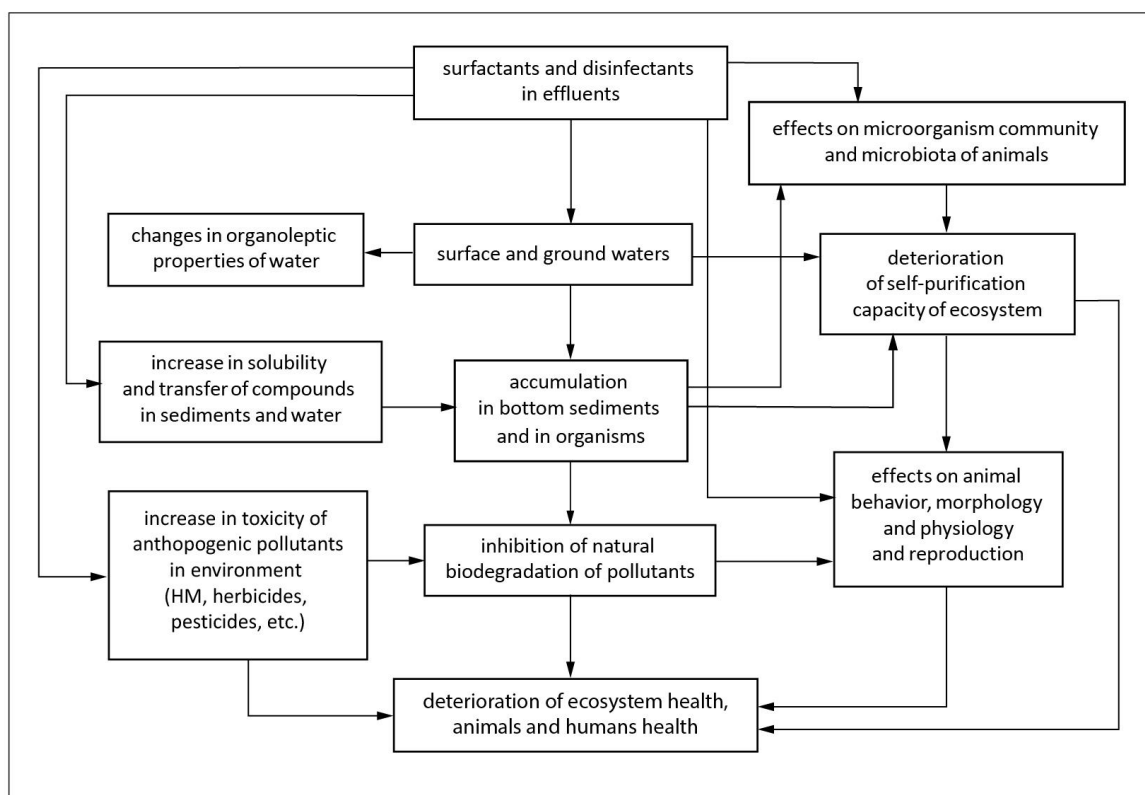 surfactants and disinfectants
in effluents
effects on microorganism community
and microbiota of animals
changes in organoleptic
properties of water
surface and ground waters
deterioration
of self-purification
capacity of ecosystem
increase in solubility
and transfer of compounds
in sediments and water
accumulation
in bottom sediments
and in organisms
effects on animal
behavior, morphology
and physiology
and reproduction
increase in toxicity of
anthopogenic pollutants
in environment
(HM, herbicides,
pesticides, etc.)
inhibition of natural
biodegradation of pollutants
deterioration of ecosystem health,
animals and humans health